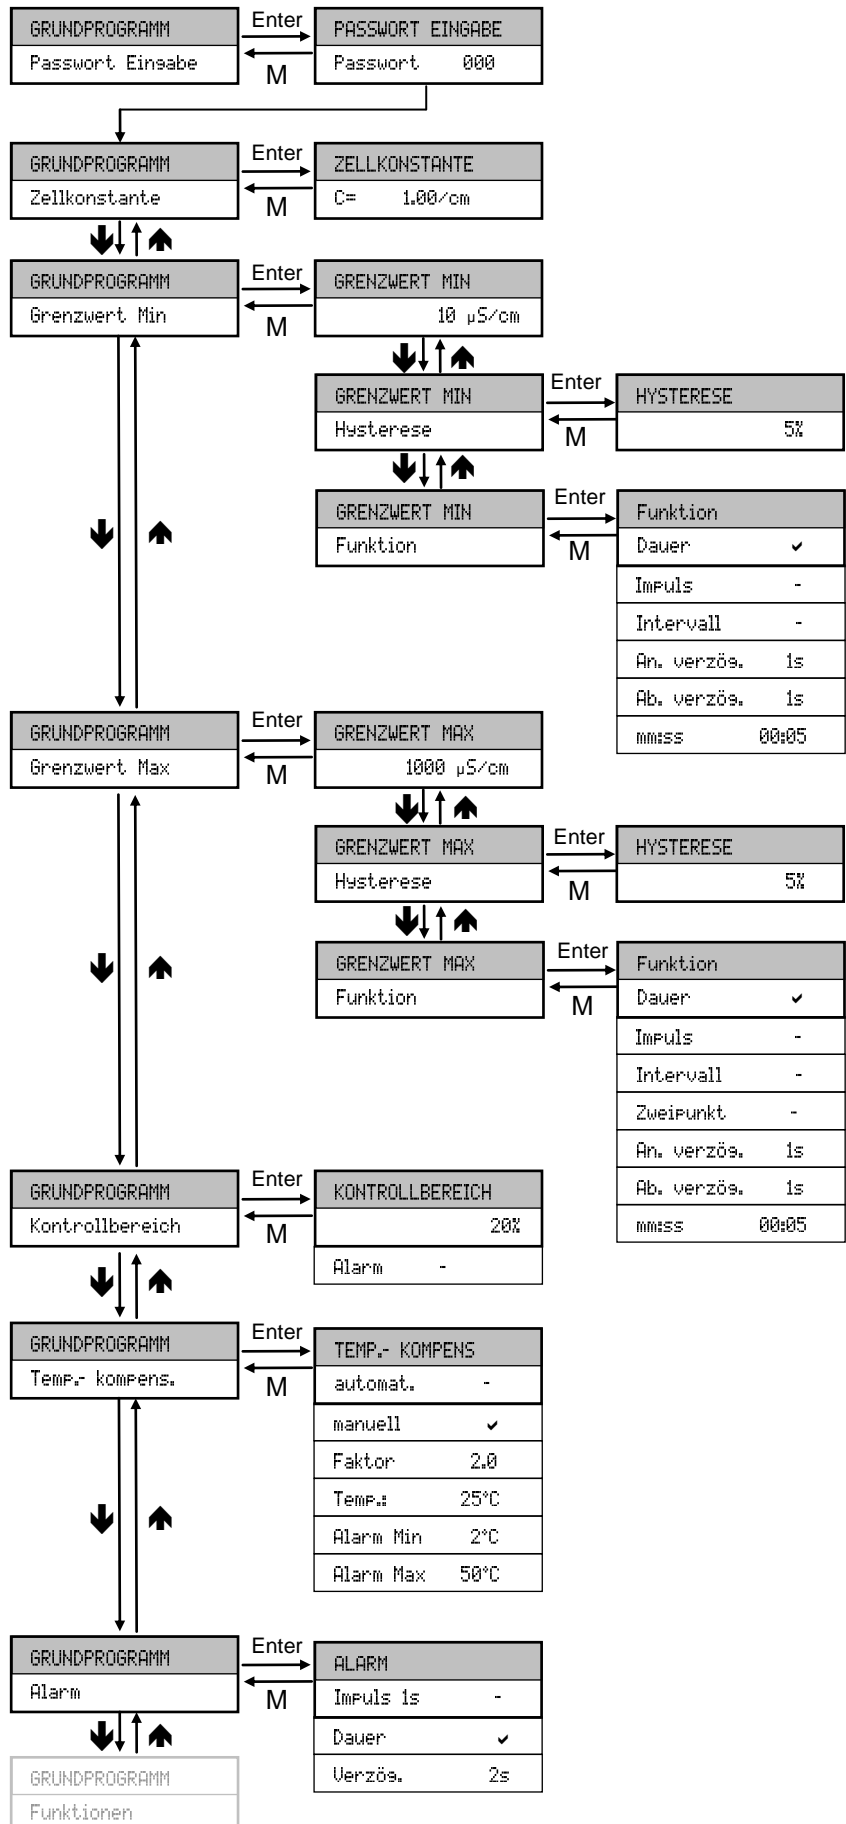 GRUNDPROGRAMM
Passwort Eingabe
Enter
M
PASSWORT EINGABE
Passwort 000
GRUNDPROGRAMM
Zellkonstante
Enter
M
ZELLKONSTANTE
C= 1.00/cm
GRUNDPROGRAMM
Grenzwert Min
Enter
M
GRENZWERT MIN
10 µS/cm
GRENZWERT MIN
Hysterese
Enter
M
HYSTERESE
5%
GRENZWERT MIN
Funktion
Enter
M
Funktion
Dauer ✔
Impuls -
Intervall -
An. verzög. 1s
Ab. verzög. 1s
mm:ss 00:05
GRUNDPROGRAMM
Grenzwert Max
Enter
M
GRENZWERT MAX
1000 µS/cm
GRENZWERT MAX
Hysterese
Enter
M
HYSTERESE
5%
GRENZWERT MAX
Funktion
Enter
M
Funktion
Dauer ✔
Impuls -
Intervall -
Zweipunkt -
An. verzög. 1s
Ab. verzög. 1s
mm:ss 00:05
GRUNDPROGRAMM
Kontrollbereich
Enter
M
KONTROLLBEREICH
20%
Alarm -
GRUNDPROGRAMM
Temp.- kompens.
Enter
M
TEMP.- KOMPENS
automat. -
manuell ✔
Faktor 2.0
Temp.: 25°C
Alarm Min 2°C
Alarm Max 50°C
GRUNDPROGRAMM
Alarm
Enter
M
ALARM
Impuls 1s -
Dauer ✔
Verzög. 2s
GRUNDPROGRAMM
Funktionen